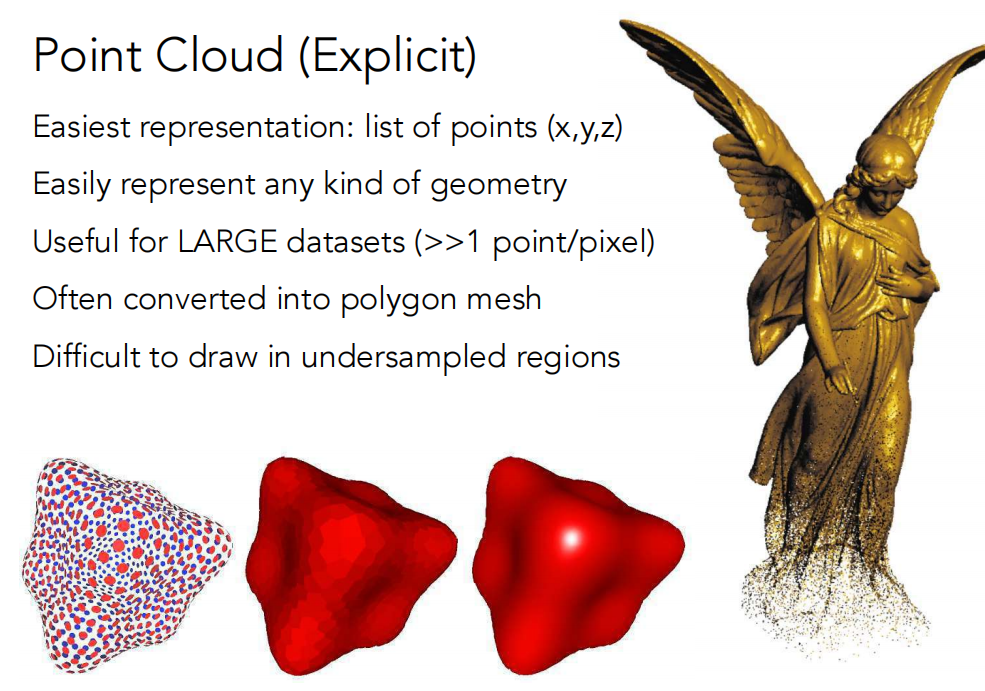 Point Cloud (Explicit)
Easiest representation: list of points (x,y,z)
Easily represent any kind of geometry
Useful for LARGE datasets (>>1 point/pixel)
Often converted into polygon mesh
Difficult to draw in undersampled regions